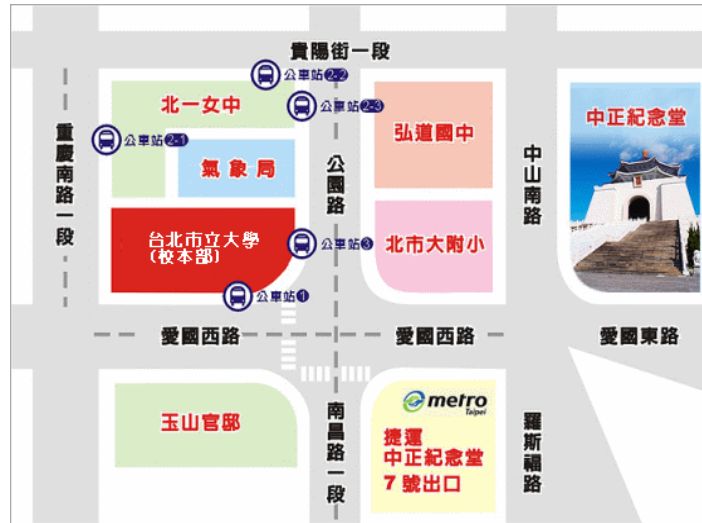 貴陽街一段
公車站2-2
北一女中
公車站2-3
中正紀念堂
重慶南路一段
公車站2-1
弘道國中
氣象局
公園路
中山南路
台北市立大學
(校本部)
公車站3
北市大附小
公車站1
愛國西路
愛國西路
愛國東路
metro
Taipei
玉山官邸
南昌路一段
捷運
中正紀念堂
7號出口
羅斯福路